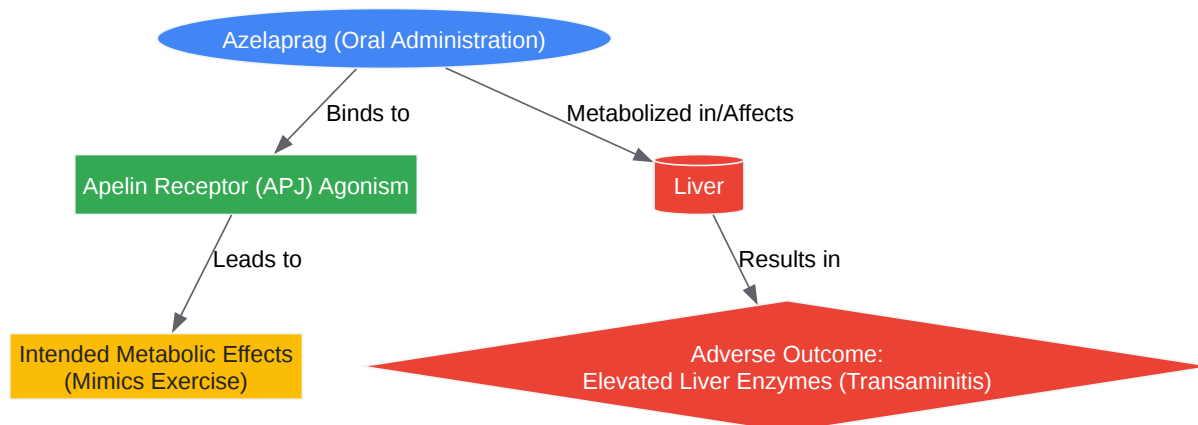 Azelaprag (Oral Administration)
Binds to
Metabolized in/Affects
Apelin Receptor (APJ) Agonism
Liver
Leads to
Results in
Intended Metabolic Effects
(Mimics Exercise)
Adverse Outcome:
Elevated Liver Enzymes (Transaminitis)